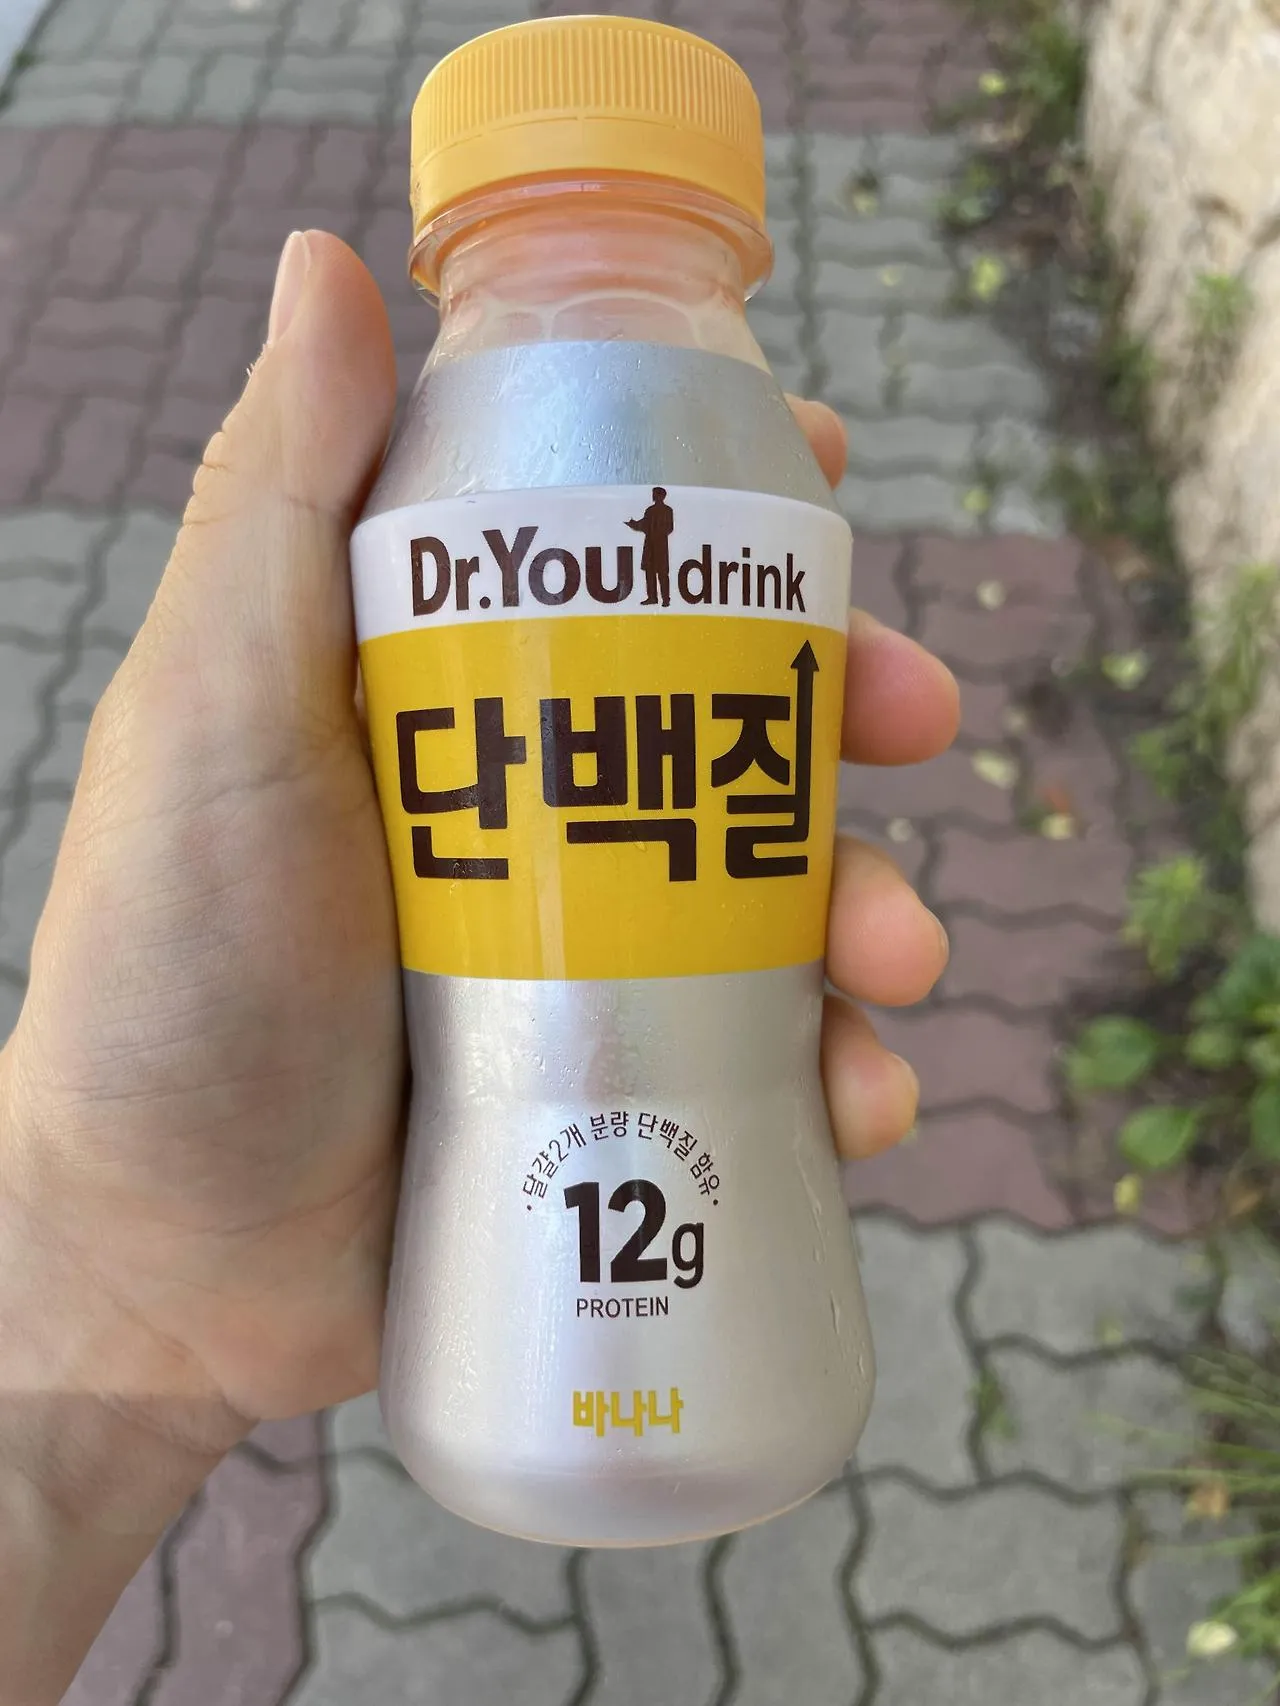 Dr.You drink
단백질
·달걀2개 분량 단백질 함유·
12g
PROTEIN
바나나